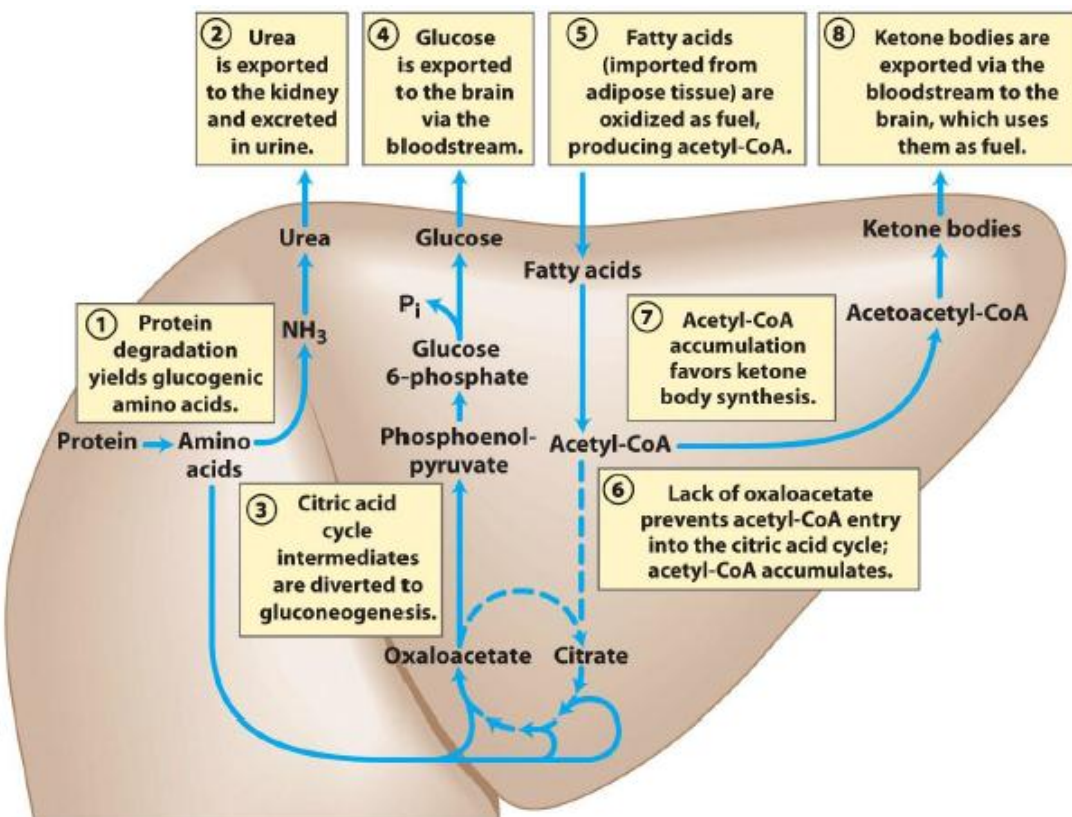 ② Urea
is exported
to the kidney
and excreted
in urine.
④ Glucose
is exported
to the brain
via the
bloodstream.
⑤ Fatty acids
(imported from
adipose tissue) are
oxidized as fuel,
producing acetyl-CoA.
⑧ Ketone bodies are
exported via the
bloodstream to the
brain, which uses
them as fuel.
Urea
Glucose
Fatty acids
Ketone bodies
① Protein
degradation
yields glucogenic
amino acids.
NH₃
Pᵢ
Glucose
6-phosphate
⑦ Acetyl-CoA
accumulation
favors ketone
body synthesis.
Acetoacetyl-CoA
Protein
Amino
acids
Phosphoenol-
pyruvate
Acetyl-CoA
③ Citric acid
cycle
intermediates
are diverted to
gluconeogenesis.
⑥ Lack of oxaloacetate
prevents acetyl-CoA entry
into the citric acid cycle;
acetyl-CoA accumulates.
Oxaloacetate
Citrate